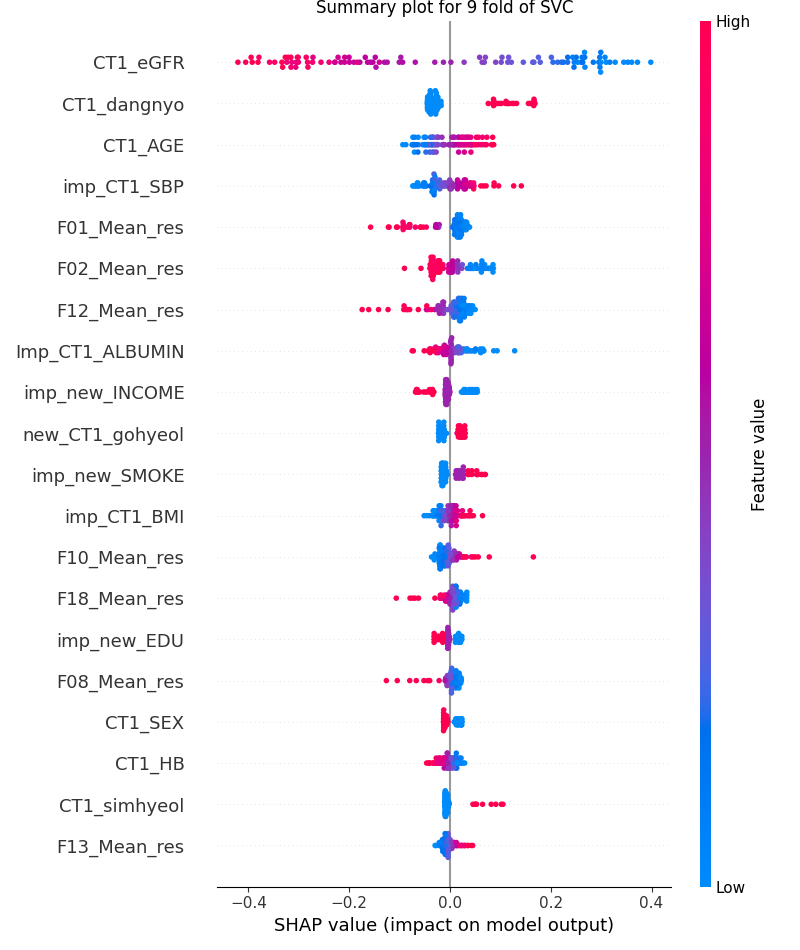 Summary plot for 9 fold of SVC
High
CT1_eGFR
CT1_dangnyo
CT1_AGE
imp_CT1_SBP
F01_Mean_res
F02_Mean_res
F12_Mean_res
Imp_CT1_ALBUMIN
imp_new_INCOME
new_CT1_gohyeol
imp_new_SMOKE
imp_CT1_BMI
F10_Mean_res
F18_Mean_res
imp_new_EDU
F08_Mean_res
CT1_SEX
CT1_HB
CT1_simhyeol
F13_Mean_res
Feature value
Low
−0.4 −0.2 0.0 0.2 0.4
SHAP value (impact on model output)